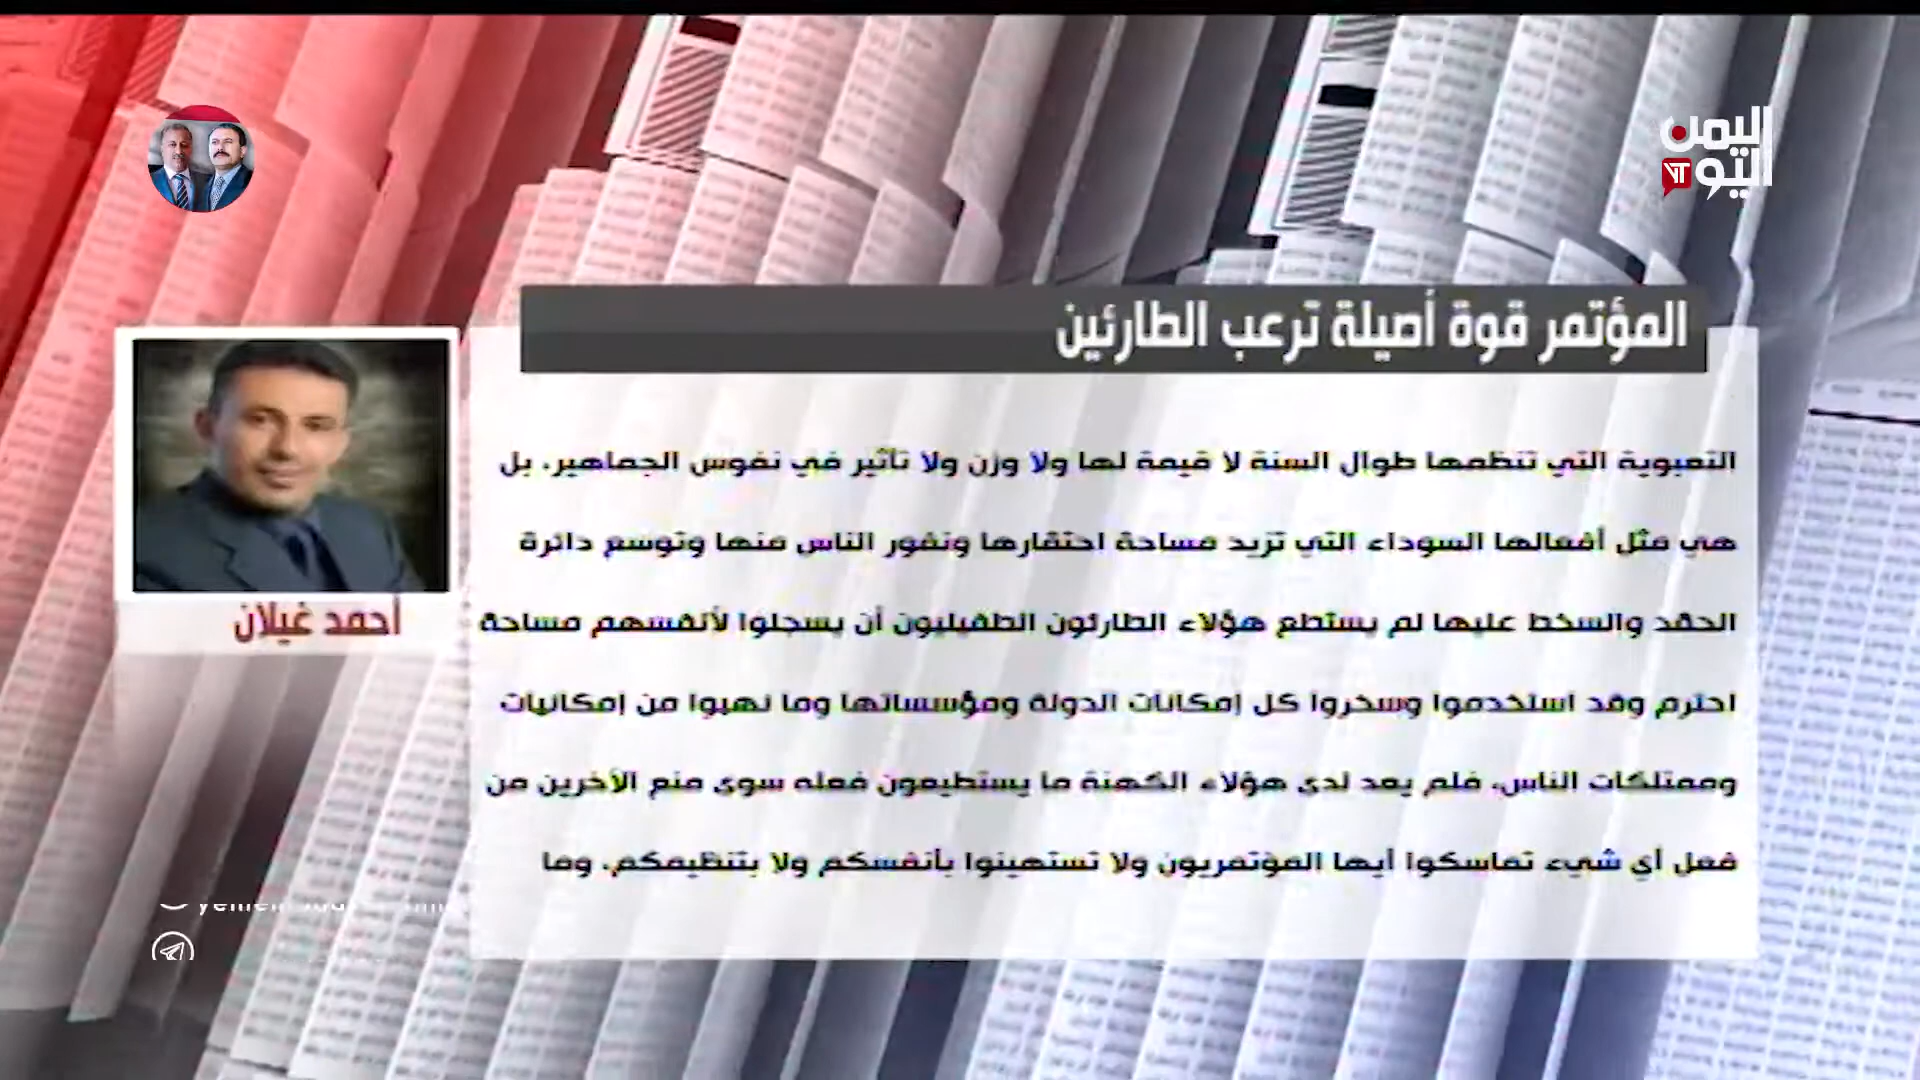 اليمن
اليوم
YT
المؤتمر قوة أصيلة ترعب الطارئين
التعبوية التي تنظمها طوال السنة لا قيمة لها ولا وزن ولا تأثير في نفوس الجماهير، بل
هي مثل أفعالها السوداء التي تزيد مساحة احتقارها ونفور الناس منها وتوسع دائرة
الحقد والسخط عليها لم يستطع هؤلاء الطارئون الطفيليون أن يسجلوا لأنفسهم مساحة
احترم وقد استخدموا وسخروا كل إمكانات الدولة ومؤسساتها وما نهبوا من إمكانيات
وممتلكات الناس، فلم يعد لدى هؤلاء الكهنة ما يستطيعون فعله سوى منع الآخرين من
فعل أي شيء تماسكوا أيها المؤتمريون ولا تستهينوا بأنفسكم ولا بتنظيمكم، وما
أحمد غيلان